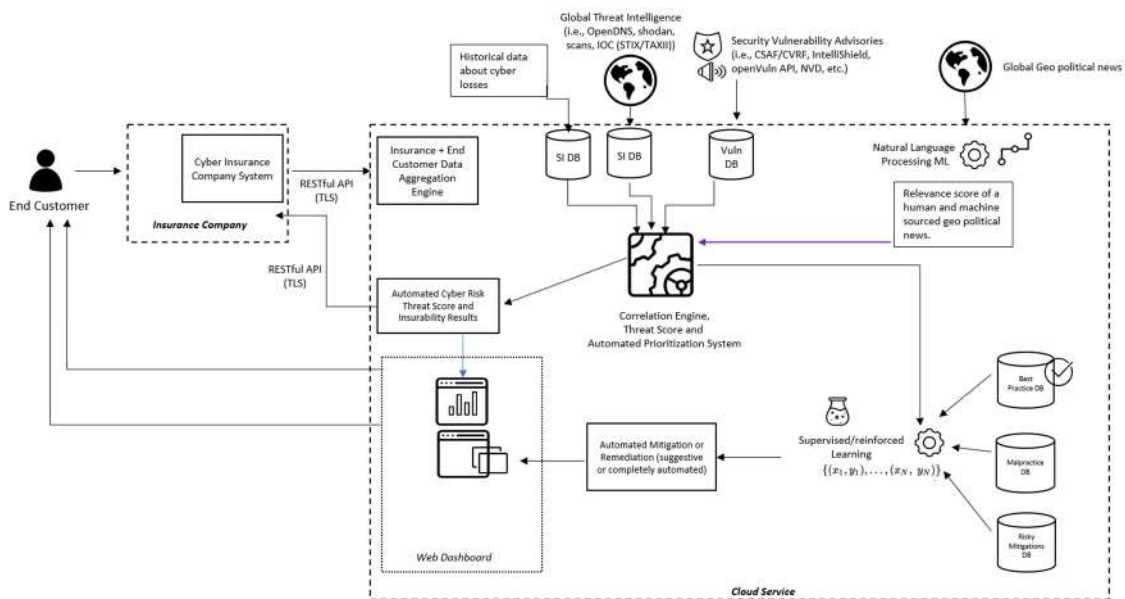 Global Threat Intelligence
(i.e., OpenDNS, shodan,
scans, IOC (STIX/TAXII))
Security Vulnerability Advisories
(i.e., CSAF/CVRF, IntelliShield,
openVuln API, NVD, etc.)
Historical data
about cyber
losses
Global Geo political news
Cyber Insurance
Company System
Insurance + End
Customer Data
Aggregation
Engine
SI DB
SI DB
Vuln
DB
Natural Language
Processing ML
RESTful API
(TLS)
End Customer
Insurance Company
Relevance score of a
human and machine
sourced geo political
news.
RESTful API
(TLS)
Automated Cyber Risk
Threat Score and
Insurability Results
Correlation Engine,
Threat Score and
Automated Prioritization System
Best
Practice DB
Automated Mitigation or
Remediation (suggestive
or completely automated)
Supervised/reinforced
Learning
{(x₁,y₁),...,(x_N, y_N)}
Malpractice
DB
Risky
Mitigations
DB
Web Dashboard
Cloud Service